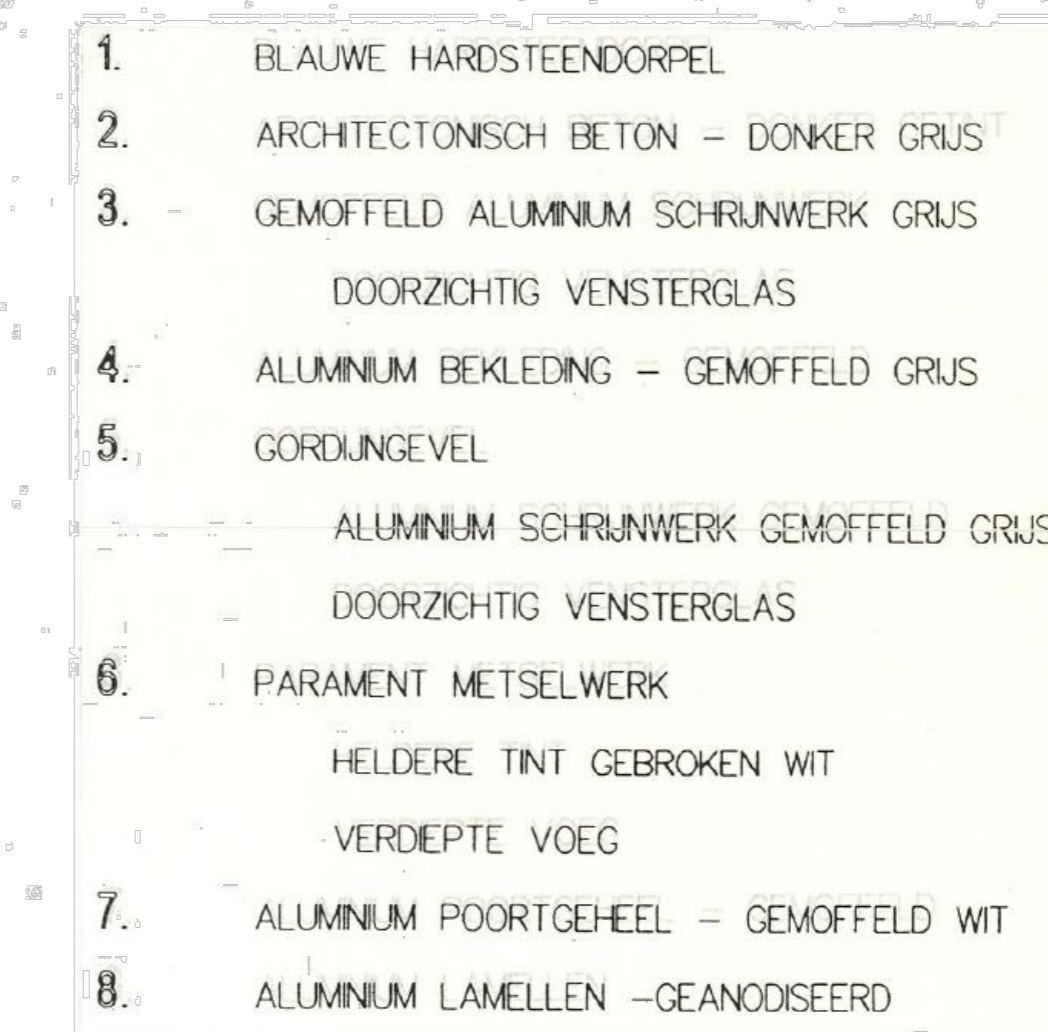 1. BLAUWE HARDSTEENDORPEL
2. ARCHITECTONISCH BETON – DONKER GRIJS
3. GEMOFFELD ALUMINIUM SCHRIJNWERK GRIJS
DOORZICHTIG VENSTERGLAS
4. ALUMINIUM BEKLEDING – GEMOFFELD GRIJS
5. GORDIJNGEVEL
ALUMINIUM SCHRIJNWERK GEMOFFELD GRIJS
DOORZICHTIG VENSTERGLAS
6. PARAMENT METSELWERK
HELDERE TINT GEBROKEN WIT
VERDIEPTE VOEG
7. ALUMINIUM POORTGEHEEL – GEMOFFELD WIT
8. ALUMINIUM LAMELLEN –GEANODISEERD